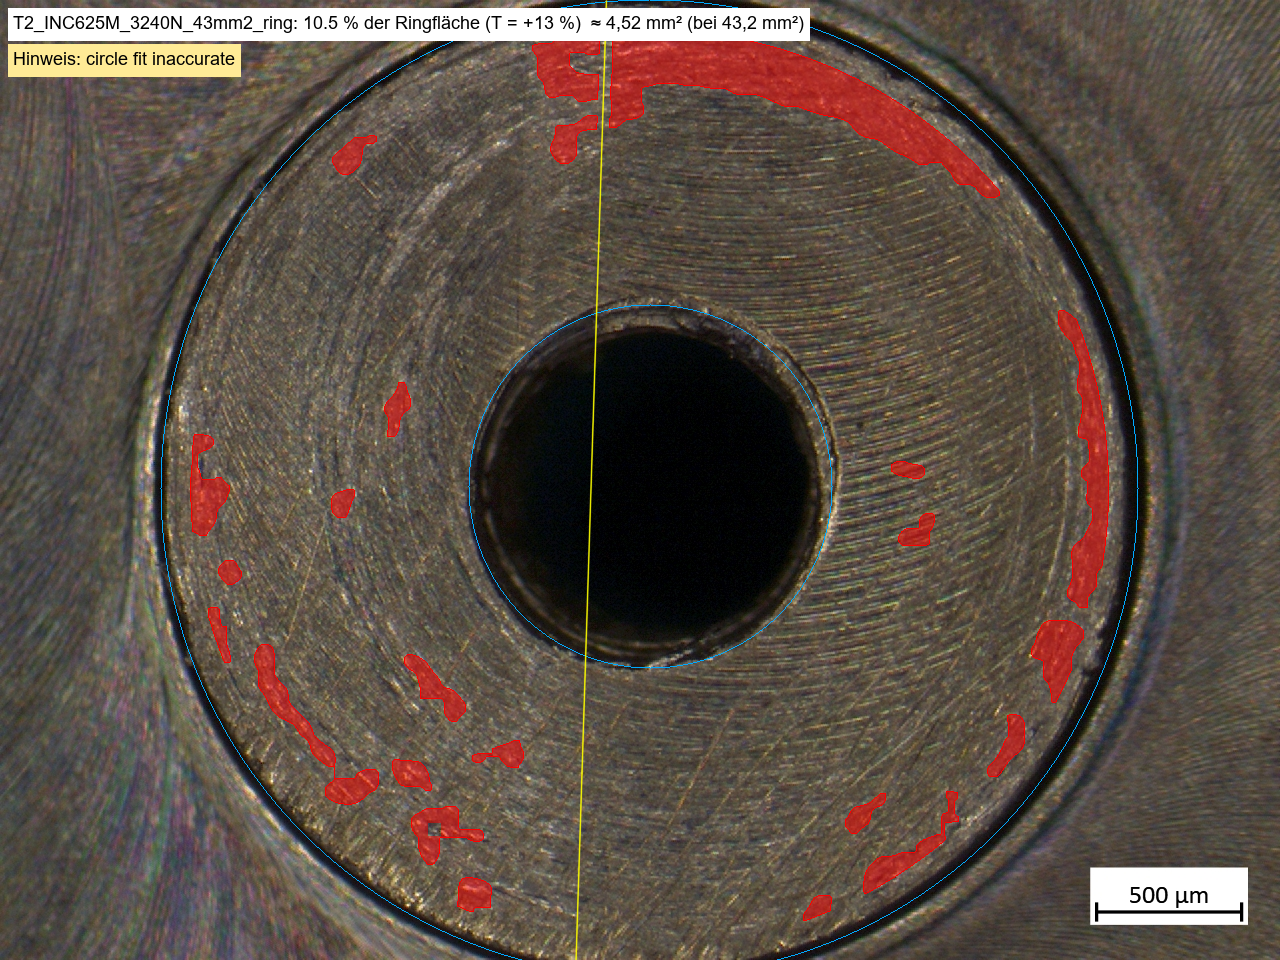 T2_INC625M_3240N_43mm2_ring: 10.5 % der Ringfläche (T = +13 %) ≈ 4,52 mm² (bei 43,2 mm²)
Hinweis: circle fit inaccurate
500 µm